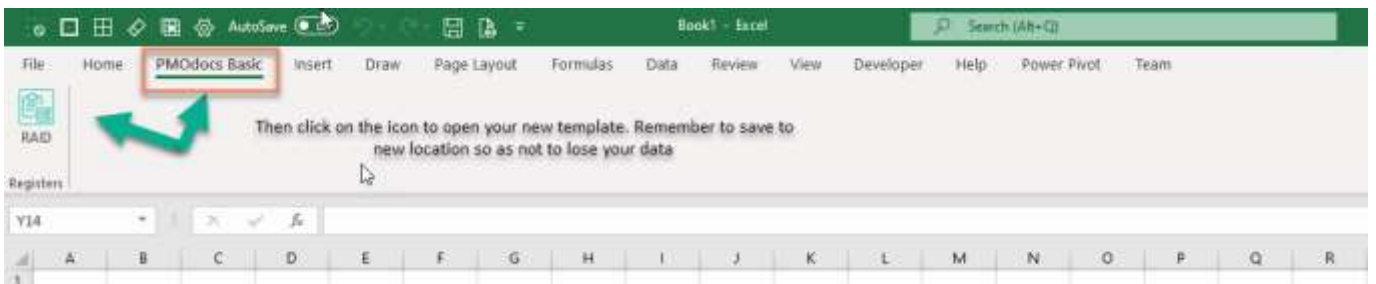 AutoSave Book1 - Excel Search (Alt+Q)
File Home PMOdocs Basic Insert Draw Page Layout Formulas Data Review View Developer Help Power Pivot Team
RAID
Then click on the icon to open your new template. Remember to save to
new location so as not to lose your data
Registers
Y14 fx
A B C D E F G H I J K L M N O P Q R
1